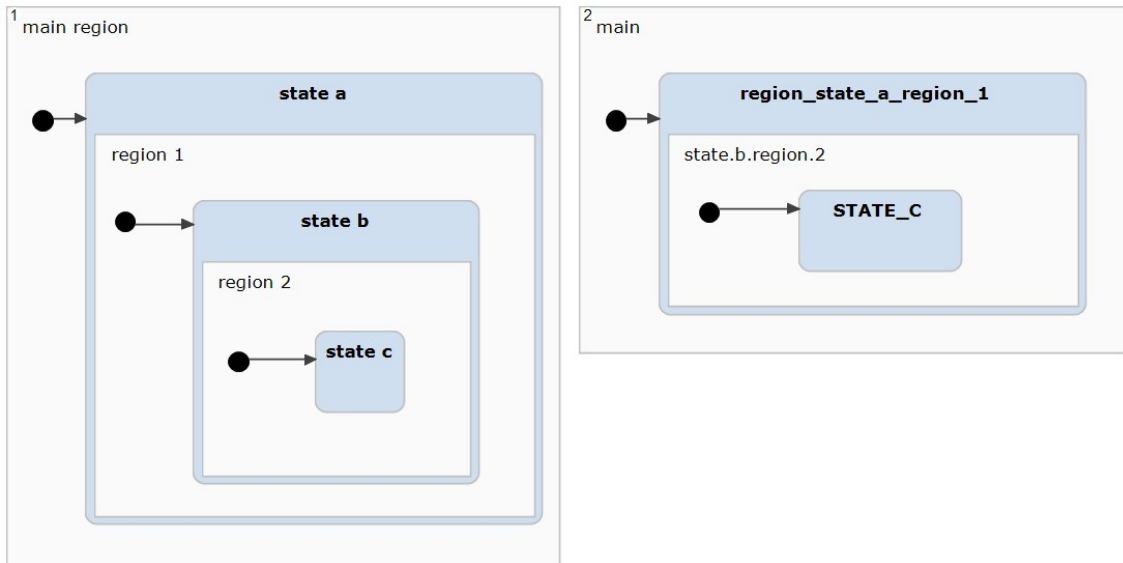 1
main region
state a
region 1
state b
region 2
state c
2
main
region_state_a_region_1
state.b.region.2
STATE_C